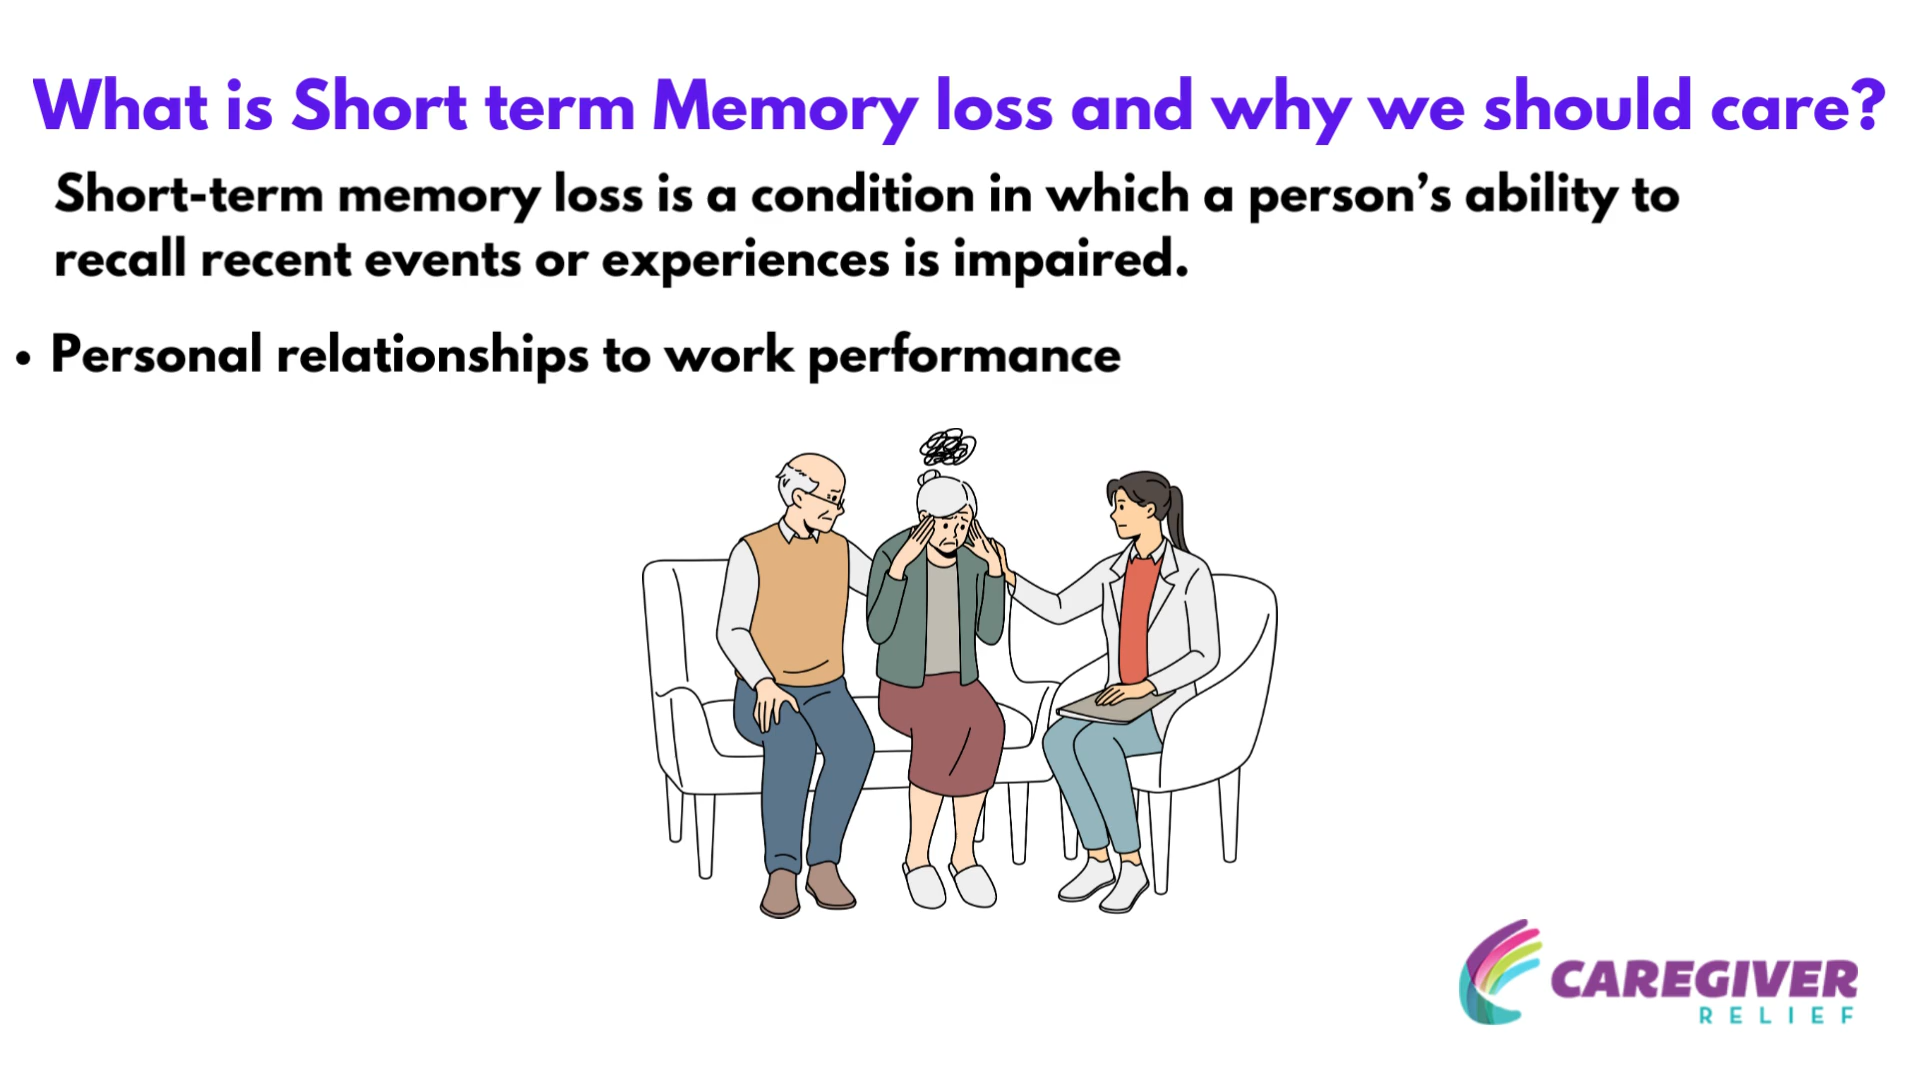 What is Short term Memory loss and why we should care?
Short-term memory loss is a condition in which a person’s ability to
recall recent events or experiences is impaired.
• Personal relationships to work performance
CAREGIVER
RELIEF